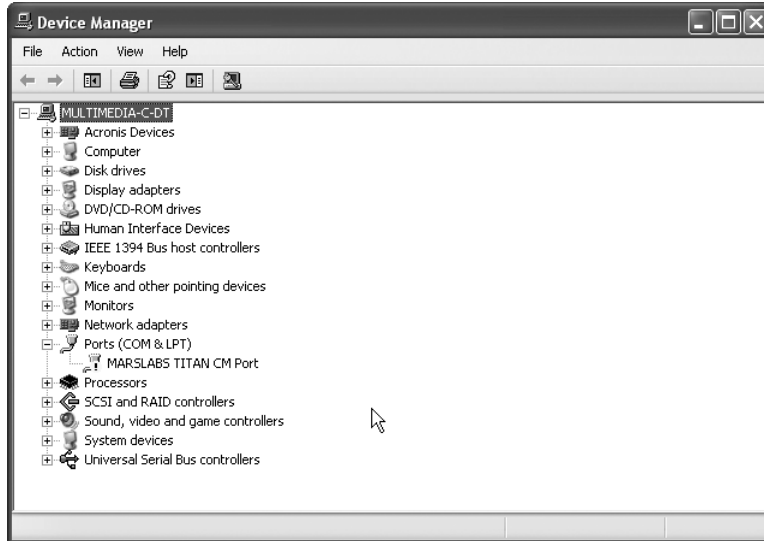 Device Manager
File Action View Help
MULTIMEDIA-C-DT
Acronis Devices
Computer
Disk drives
Display adapters
DVD/CD-ROM drives
Human Interface Devices
IEEE 1394 Bus host controllers
Keyboards
Mice and other pointing devices
Monitors
Network adapters
Ports (COM & LPT)
MARSLABS TITAN CM Port
Processors
SCSI and RAID controllers
Sound, video and game controllers
System devices
Universal Serial Bus controllers